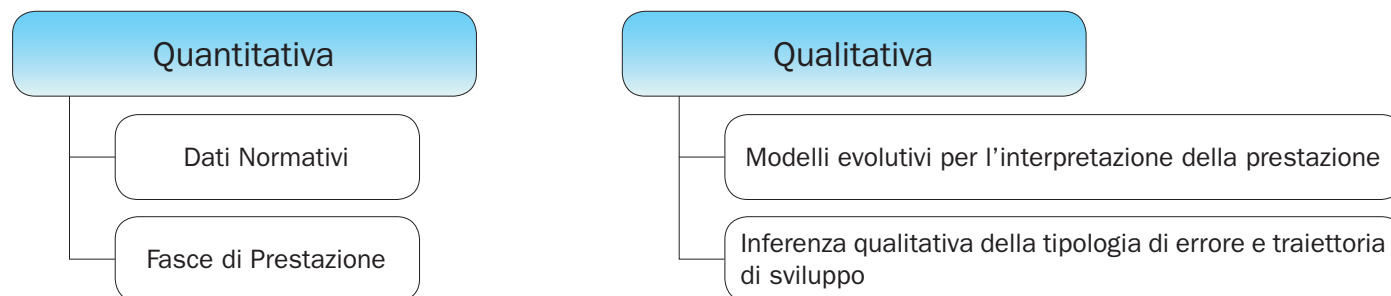 Quantitativa
Dati Normativi
Fasce di Prestazione
Qualitativa
Modelli evolutivi per l’interpretazione della prestazione
Inferenza qualitativa della tipologia di errore e traiettoria
di sviluppo